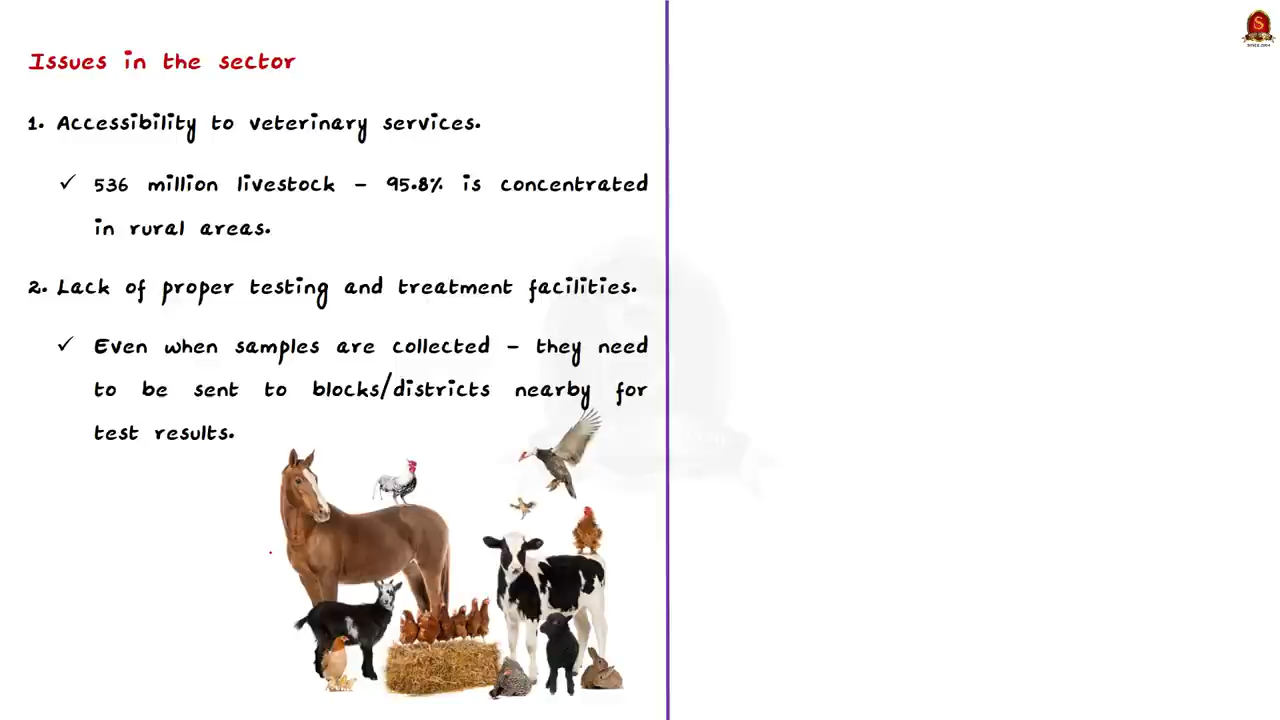 Issues in the sector
1. Accessibility to veterinary services.
✓ 536 million livestock – 95.8% is concentrated
in rural areas.
2. Lack of proper testing and treatment facilities.
✓ Even when samples are collected – they need
to be sent to blocks/districts nearby for
test results.
S